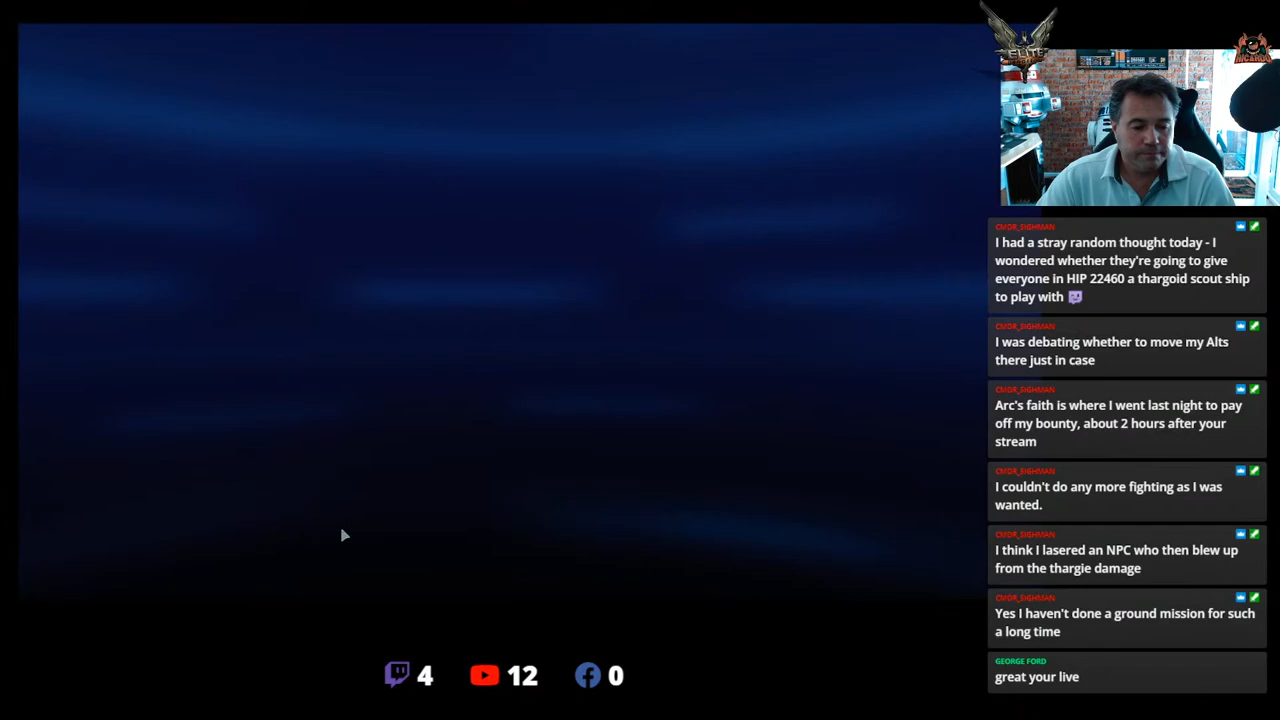 ELITE
RICARDO
CMDR_SIGHMAN
I had a stray random thought today - I
wondered whether they're going to give
everyone in HIP 22460 a thargoid scout ship
to play with
CMDR_SIGHMAN
I was debating whether to move my Alts
there just in case
CMDR_SIGHMAN
Arc's faith is where I went last night to pay
off my bounty, about 2 hours after your
stream
CMDR_SIGHMAN
I couldn't do any more fighting as I was
wanted.
CMDR_SIGHMAN
I think I lasered an NPC who then blew up
from the thargie damage
CMDR_SIGHMAN
Yes I haven't done a ground mission for such
a long time
GEORGE FORD
great your live
4 12 0